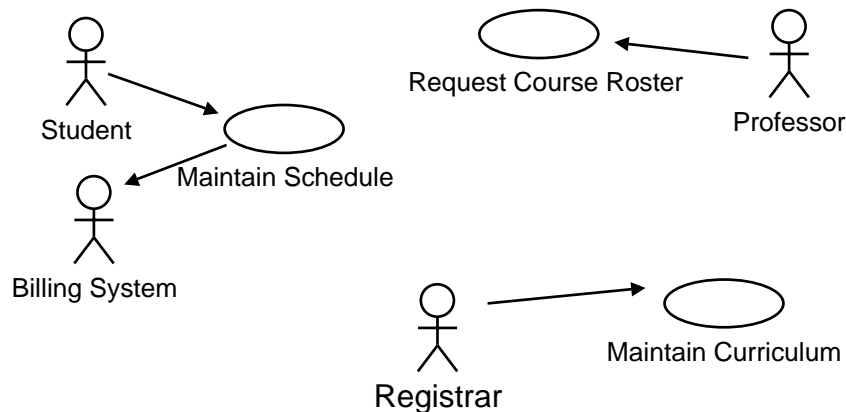 Student
Maintain Schedule
Billing System
Request Course Roster
Professor
Registrar
Maintain Curriculum